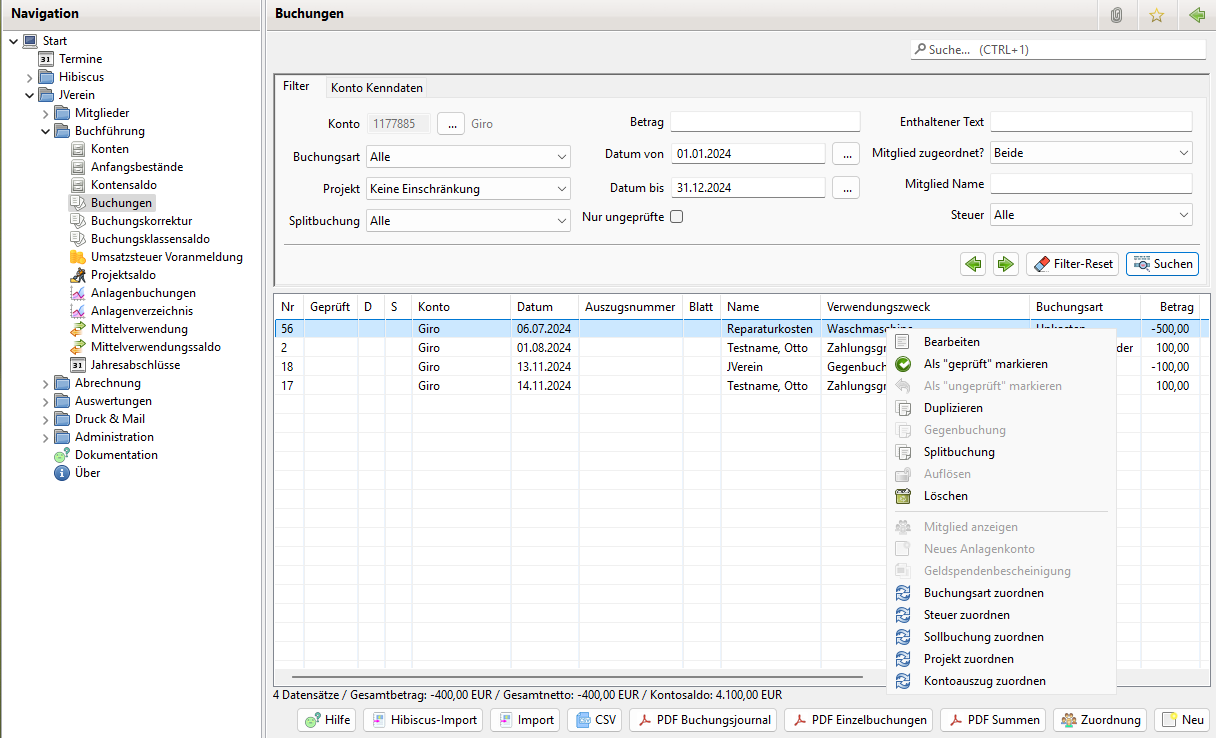 Navigation
Start
Termine
Hibiscus
JVerein
Mitglieder
Buchführung
Konten
Anfangsbestände
Kontensaldo
Buchungen
Buchungskorrektur
Buchungsklassensaldo
Umsatzsteuer Voranmeldung
Projektsaldo
Anlagenbuchungen
Anlagenverzeichnis
Mittelverwendung
Mittelverwendungssaldo
Jahresabschlüsse
Abrechnung
Auswertungen
Druck & Mail
Administration
Dokumentation
Über
Buchungen
Suche... (CTRL+1)
Filter Konto Kenndaten
Konto 1177885 ... Giro Betrag Enthaltener Text
Buchungsart Alle Datum von 01.01.2024 ... Mitglied zugeordnet? Beide
Projekt Keine Einschränkung Datum bis 31.12.2024 ... Mitglied Name
Splitbuchung Alle Nur ungeprüfte Steuer Alle
Filter-Reset Suchen
Nr Geprüft D S Konto Datum Auszugsnummer Blatt Name Verwendungszweck Buchungsart Betrag
56 Giro 06.07.2024 Reparaturkosten Waschmaschine -500,00
2 Giro 01.08.2024 Testname, Otto Zahlungsgr der 100,00
18 Giro 13.11.2024 JVerein Gegenbuch -100,00
17 Giro 14.11.2024 Testname, Otto Zahlungsgr 100,00
Bearbeiten
Als "geprüft" markieren
Als "ungeprüft" markieren
Duplizieren
Gegenbuchung
Splitbuchung
Auflösen
Löschen
Mitglied anzeigen
Neues Anlagenkonto
Geldspendenbescheinigung
Buchungsart zuordnen
Steuer zuordnen
Sollbuchung zuordnen
Projekt zuordnen
Kontoauszug zuordnen
4 Datensätze / Gesamtbetrag: -400,00 EUR / Gesamtnetto: -400,00 EUR / Kontosaldo: 4.100,00 EUR
Hilfe Hibiscus-Import Import CSV PDF Buchungsjournal PDF Einzelbuchungen PDF Summen Zuordnung Neu